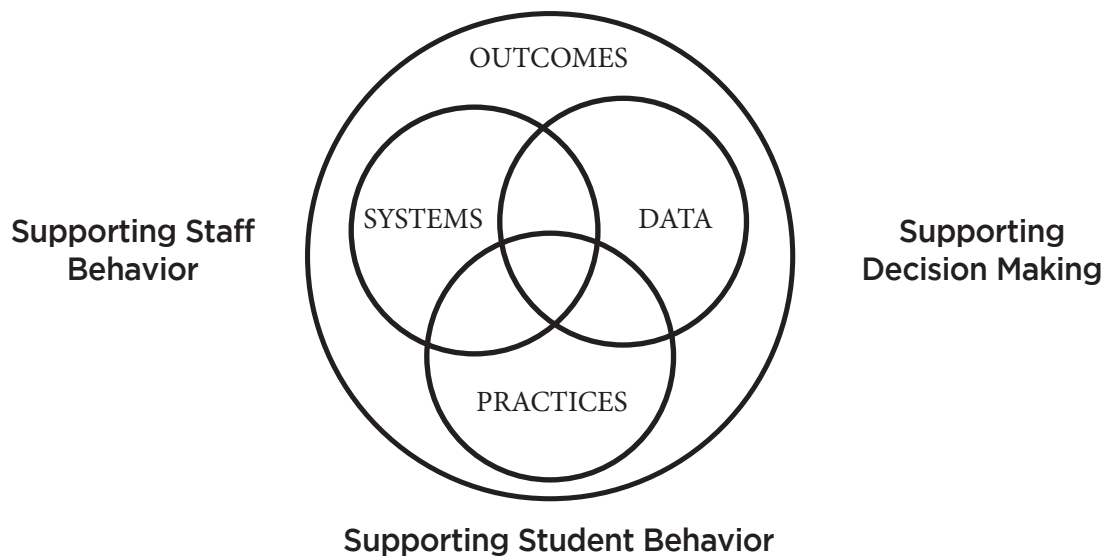 OUTCOMES
SYSTEMS
DATA
Supporting Staff
Behavior
Supporting
Decision Making
PRACTICES
Supporting Student Behavior